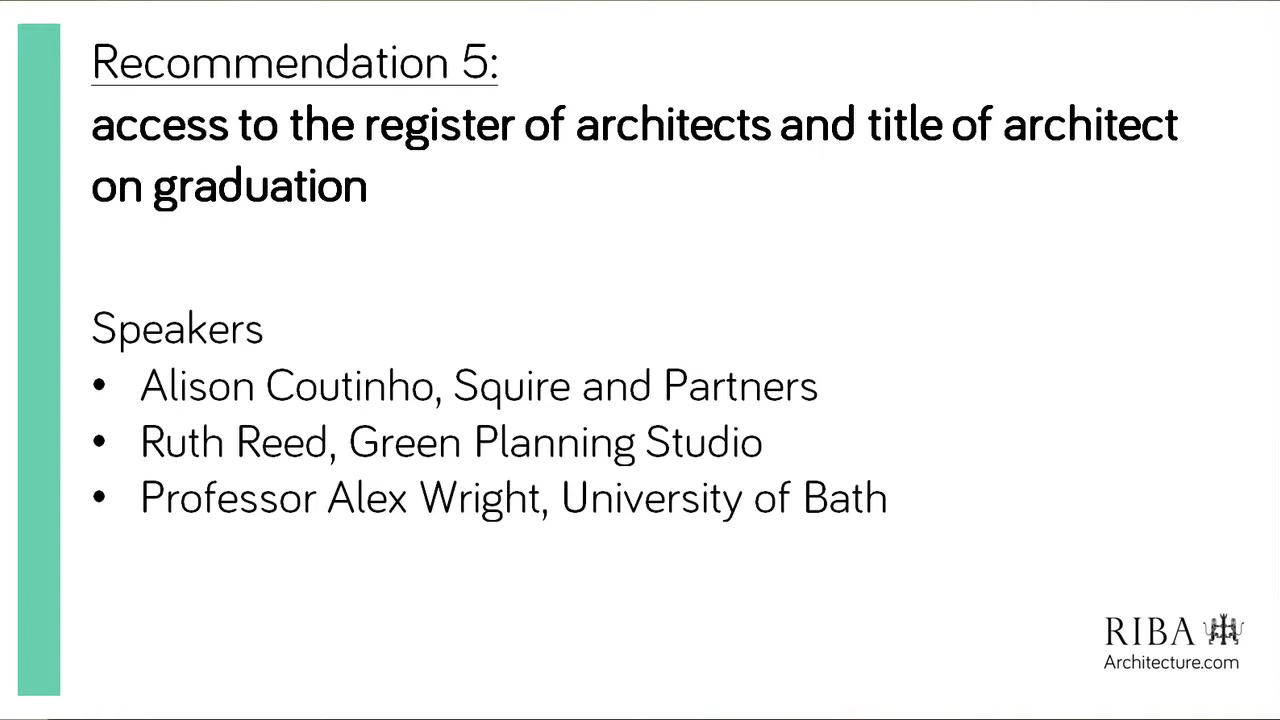 Recommendation 5:
access to the register of architects and title of architect
on graduation
Speakers
• Alison Coutinho, Squire and Partners
• Ruth Reed, Green Planning Studio
• Professor Alex Wright, University of Bath
RIBA
Architecture.com